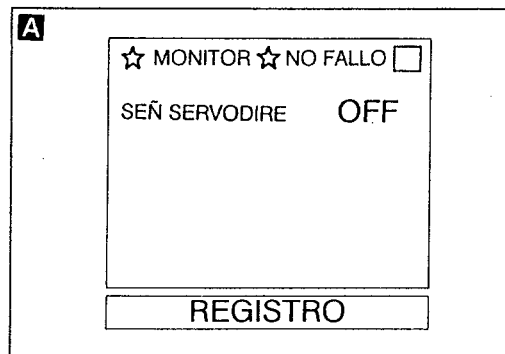 A
☆ MONITOR ☆ NO FALLO □
SEÑ SERVODIRE OFF
REGISTRO